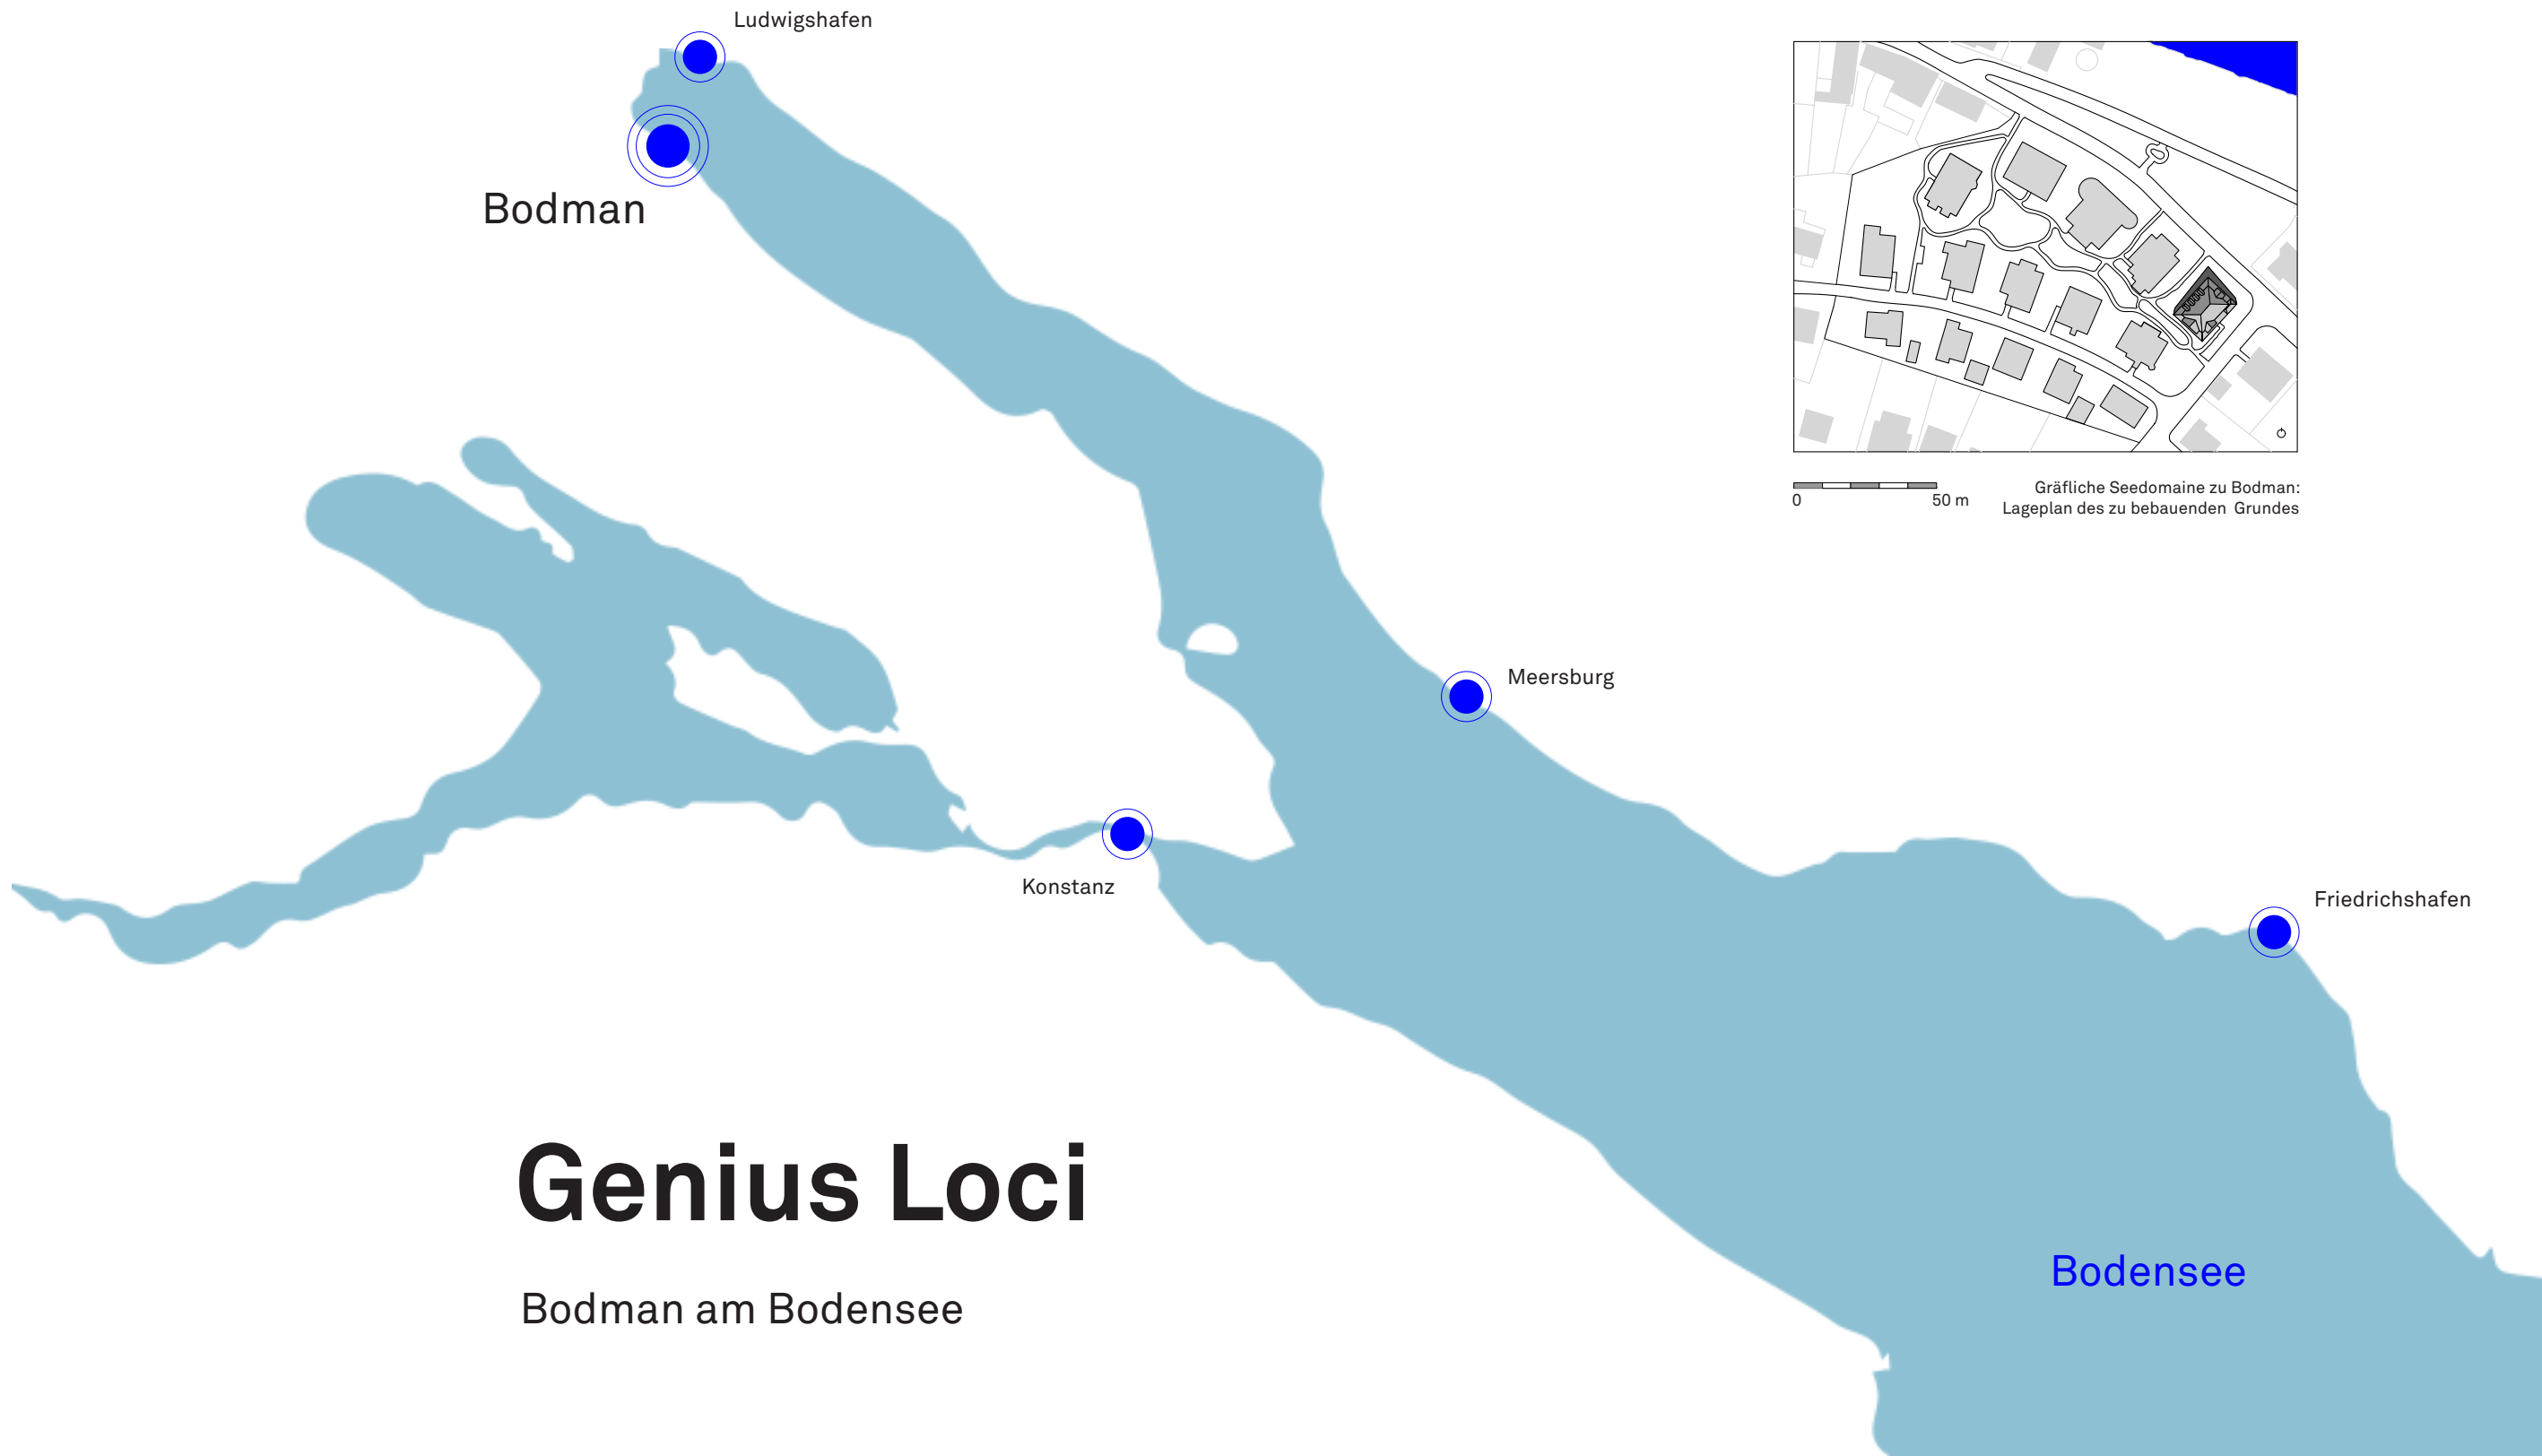 Ludwigshafen
Bodman
0 50 m
Gräfliche Seedomaine zu Bodman:
Lageplan des zu bebauenden Grundes
Meersburg
Konstanz
Friedrichshafen
Genius Loci
Bodensee
Bodman am Bodensee